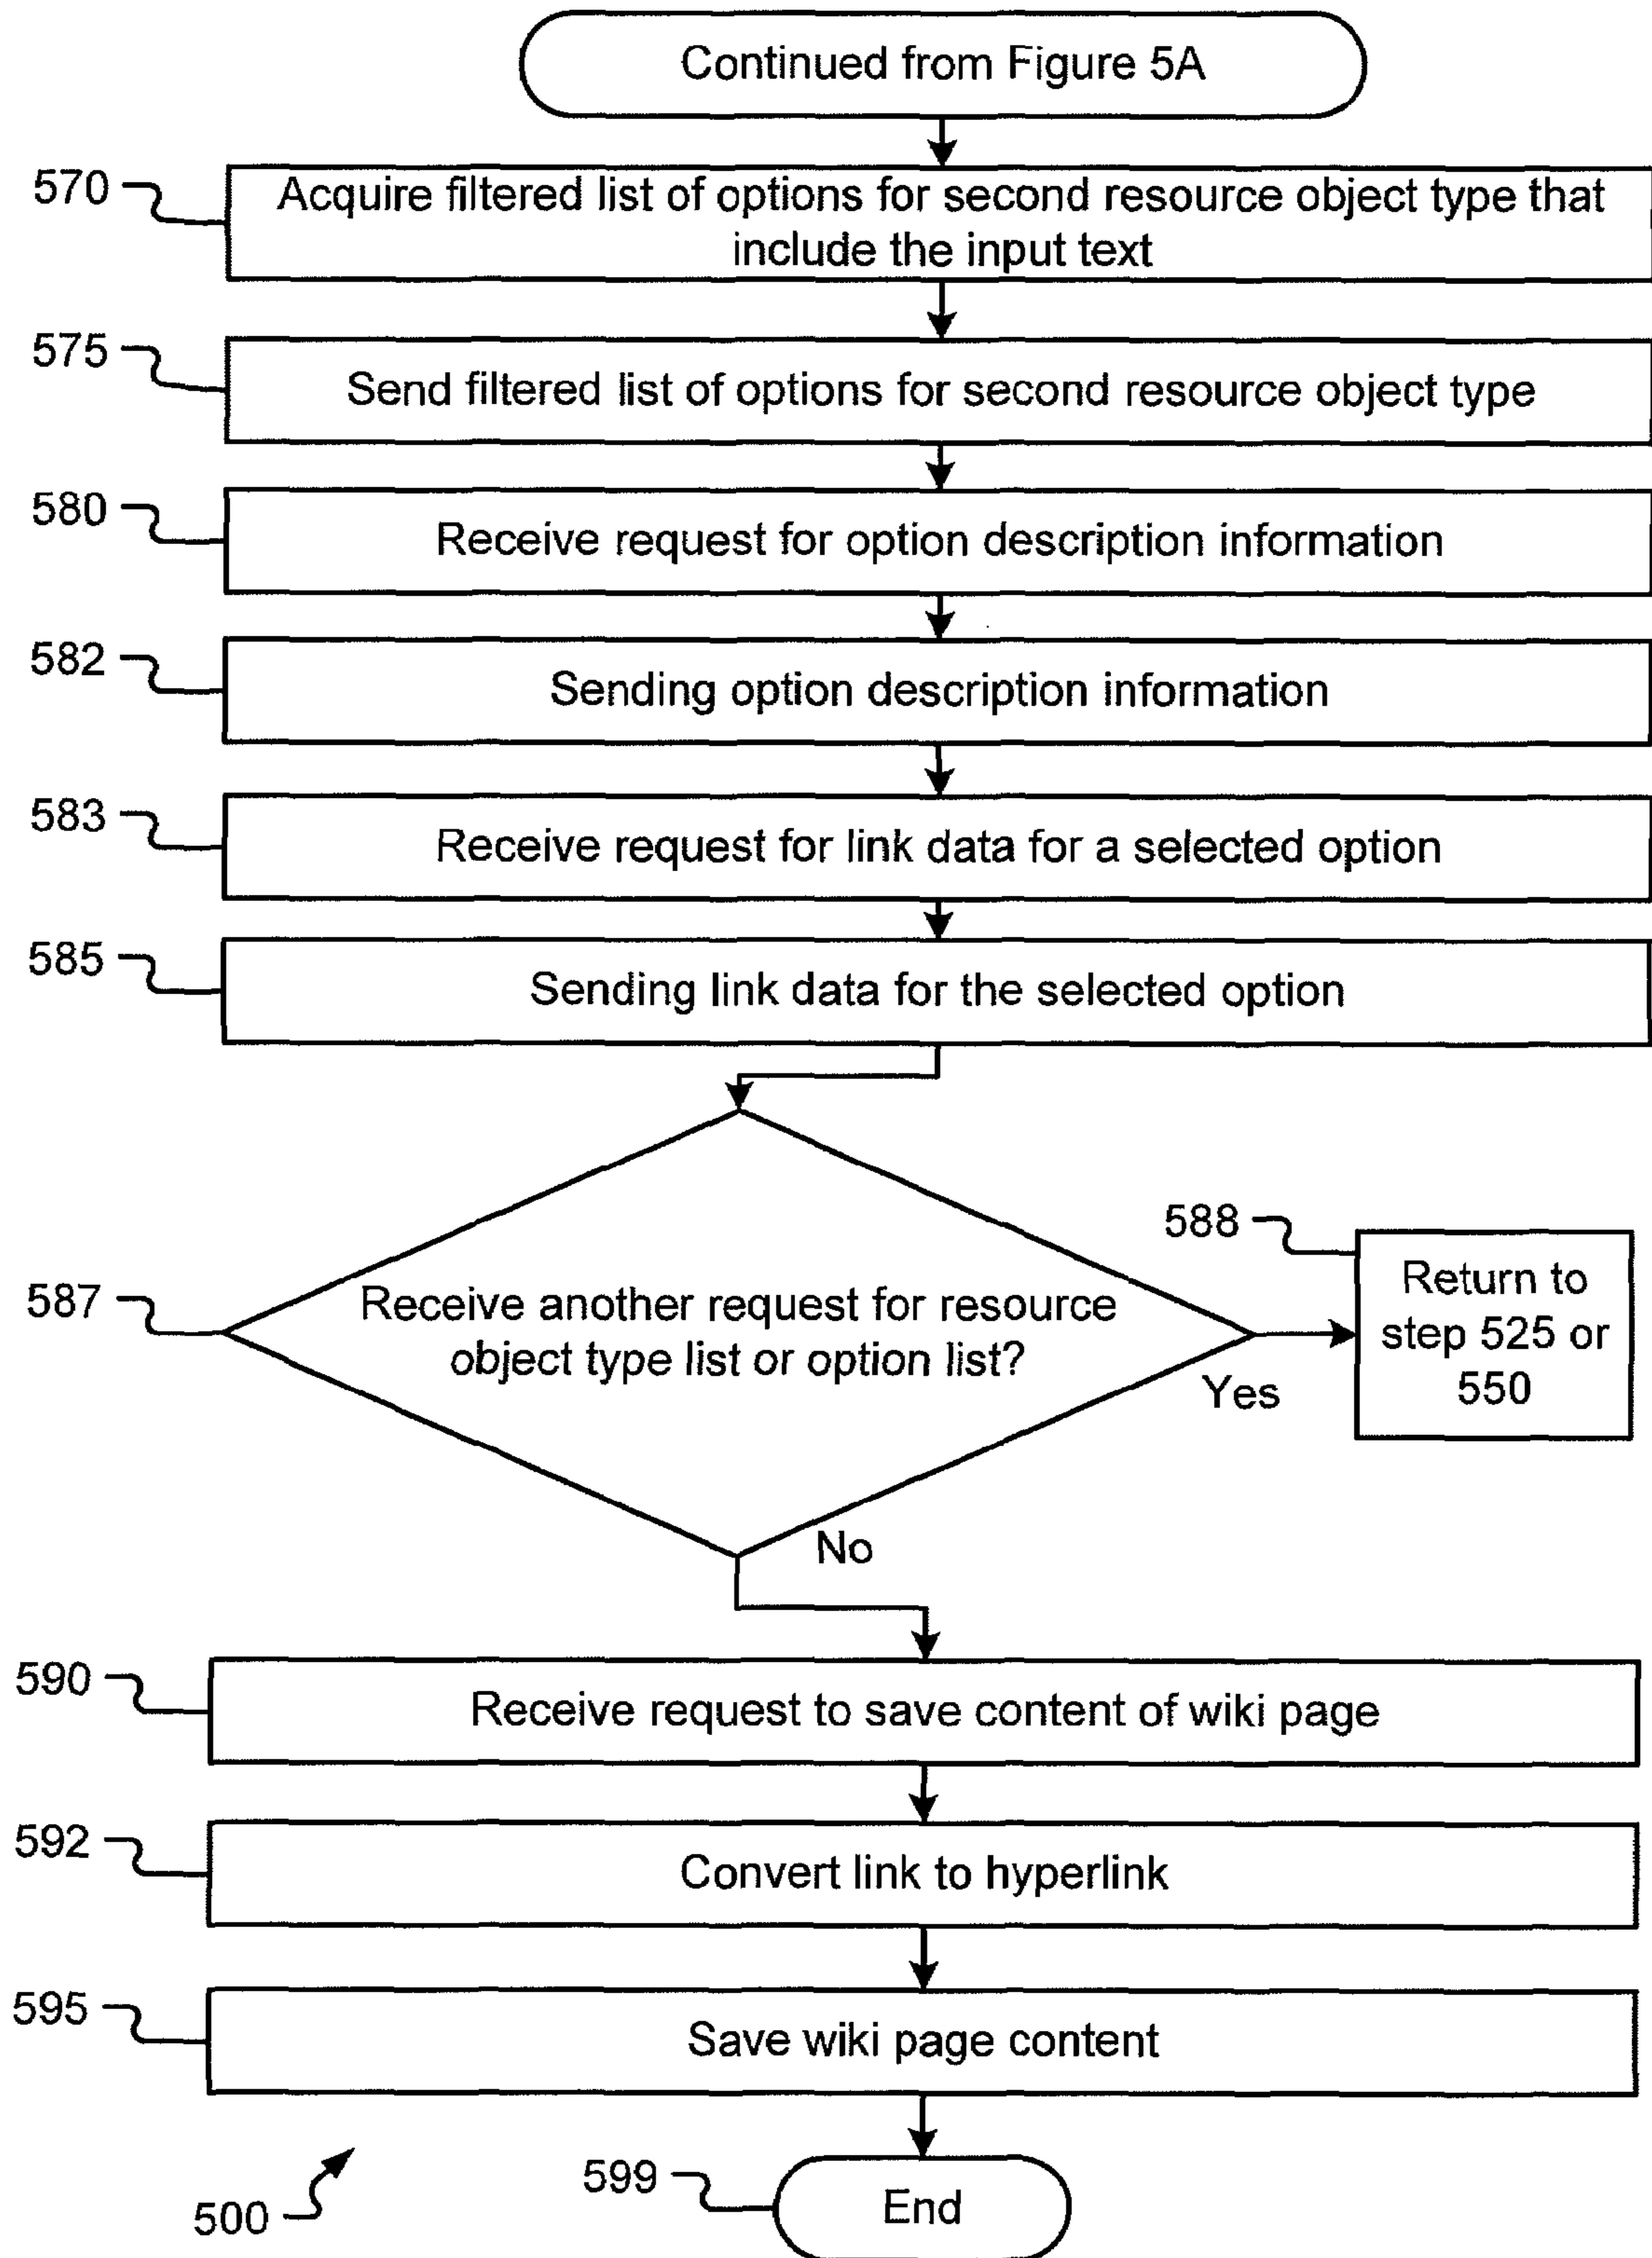 Continued from Figure 5A
570
Acquire filtered list of options for second resource object type that
include the input text
575
Send filtered list of options for second resource object type
580
Receive request for option description information
582
Sending option description information
583
Receive request for link data for a selected option
585
Sending link data for the selected option
588
Return to
step 525 or
550
587
Receive another request for resource
object type list or option list?
Yes
No
590
Receive request to save content of wiki page
592
Convert link to hyperlink
595
Save wiki page content
599
End
500